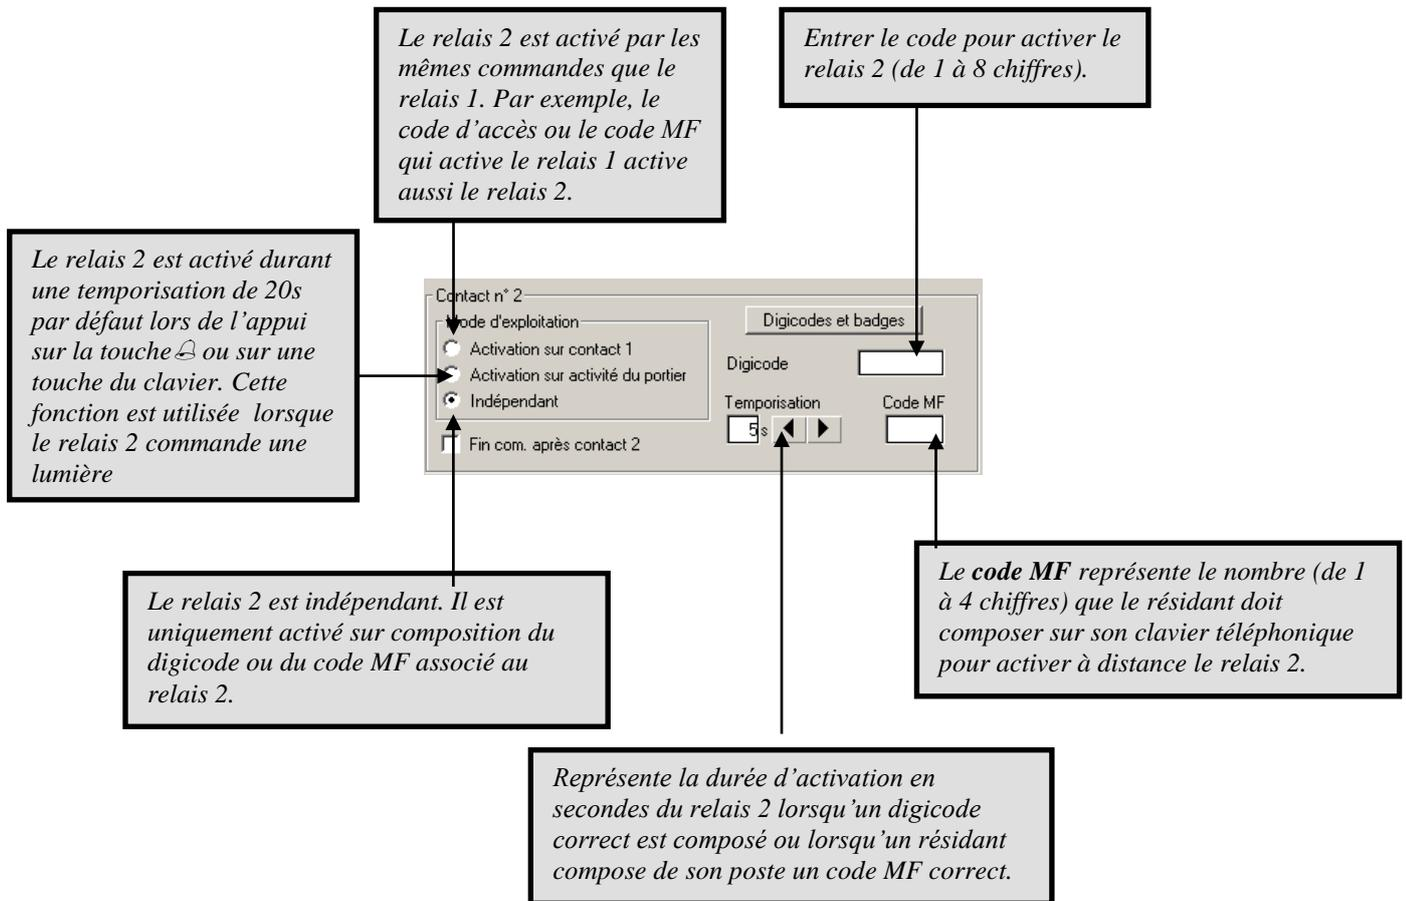 Le relais 2 est activé par les
mêmes commandes que le
relais 1. Par exemple, le
code d'accès ou le code MF
qui active le relais 1 active
aussi le relais 2.
Entrer le code pour activer le
relais 2 (de 1 à 8 chiffres).
Le relais 2 est activé durant
une temporisation de 20s
par défaut lors de l'appui
sur la touche ou sur une
touche du clavier. Cette
fonction est utilisée lorsque
le relais 2 commande une
lumière
Contact n° 2
Mode d'exploitation
Activation sur contact 1
Activation sur activité du portier
Indépendant
Fin com. après contact 2
Digicodes et badges
Digicode
Temporisation
Code MF
5 s
Le relais 2 est indépendant. Il est
uniquement activé sur composition du
digicode ou du code MF associé au
relais 2.
Le code MF représente le nombre (de 1
à 4 chiffres) que le résidant doit
composer sur son clavier téléphonique
pour activer à distance le relais 2.
Représente la durée d'activation en
secondes du relais 2 lorsqu'un digicode
correct est composé ou lorsqu'un résidant
compose de son poste un code MF correct.